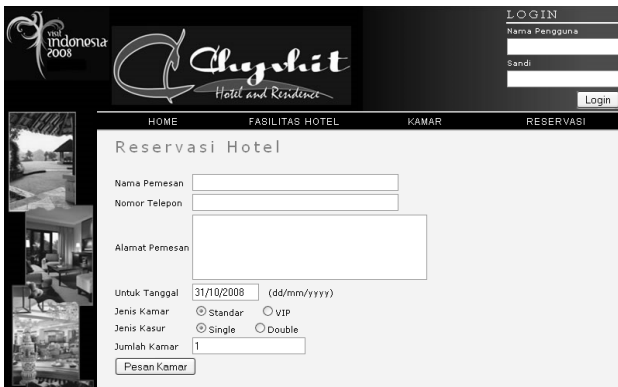 visit
indonesia
2008
Chyshit
Hotel and Residence
LOGIN
Nama Pengguna
Sandi
Login
HOME FASILITAS HOTEL KAMAR RESERVASI
Reservasi Hotel
Nama Pemesan
Nomor Telepon
Alamat Pemesan
Untuk Tanggal 31/10/2008 (dd/mm/yyyy)
Jenis Kamar Standar VIP
Jenis Kasur Single Double
Jumlah Kamar 1
Pesan Kamar